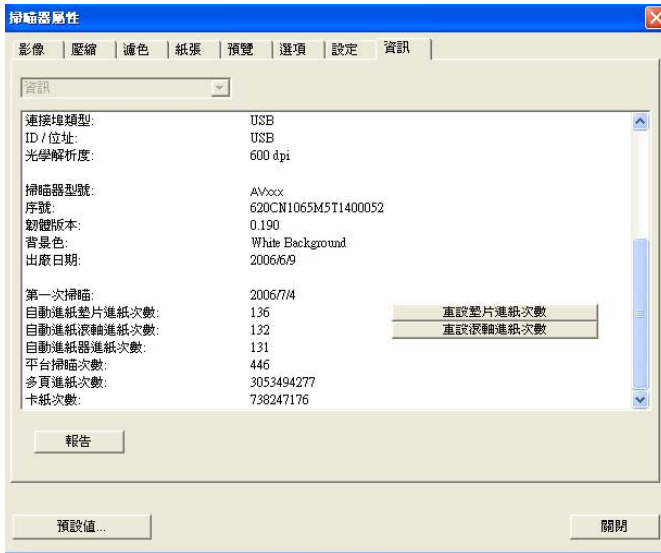 掃瞄器屬性
影像 壓縮 濾色 紙張 預覽 選項 設定 資訊
資訊
連接埠類型: USB
ID / 位址: USB
光學解析度: 600 dpi
掃瞄器型號: AVxxx
序號: 620CN1065M5T1400052
韌體版本: 0.190
背景色: White Background
出廠日期: 2006/6/9
第一次掃瞄: 2006/7/4
自動進紙墊片進紙次數: 136 重設墊片進紙次數
自動進紙滾軸進紙次數: 132 重設滾軸進紙次數
自動進紙器進紙次數: 131
平台掃瞄次數: 446
多頁進紙次數: 3053494277
卡紙次數: 738247176
報告
預設值... 關閉